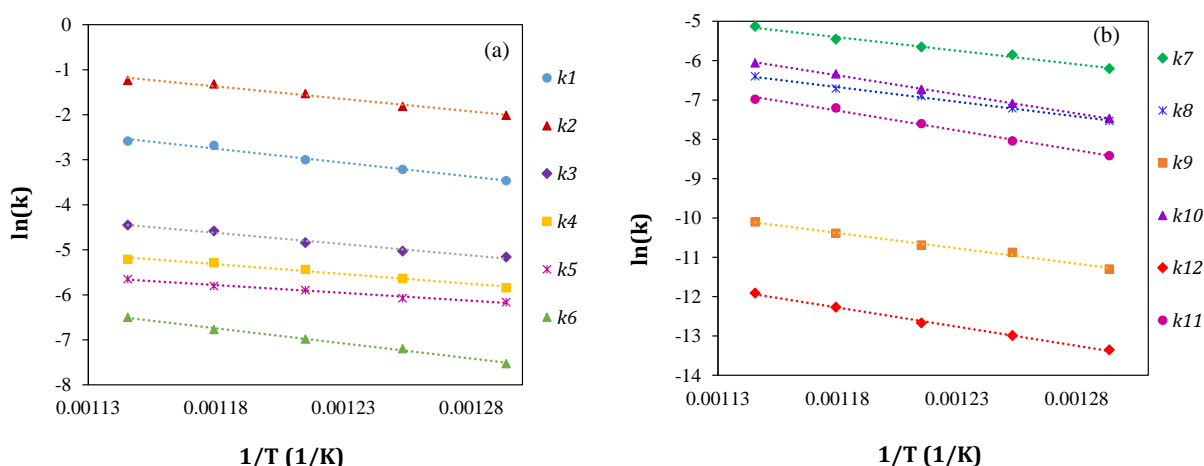 (a)
0
-1
-2
-3
-4
-5
-6
-7
-8
ln(k)
0.00113
0.00118
0.00123
0.00128
1/T (1/K)
k1
k2
k3
k4
k5
k6
(b)
-5
-6
-7
-8
-9
-10
-11
-12
-13
-14
ln(k)
0.00113
0.00118
0.00123
0.00128
1/T (1/K)
k7
k8
k9
k10
k12
k11